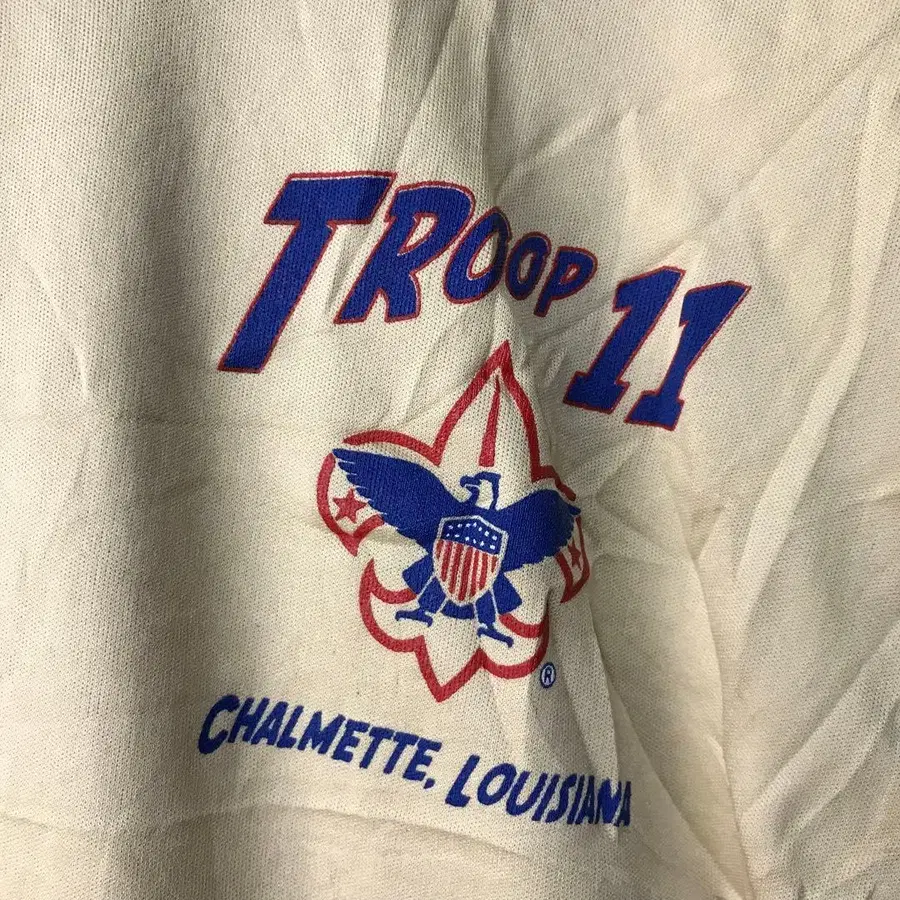 TROOP 11
®
CHALMETTE, LOUISIANA